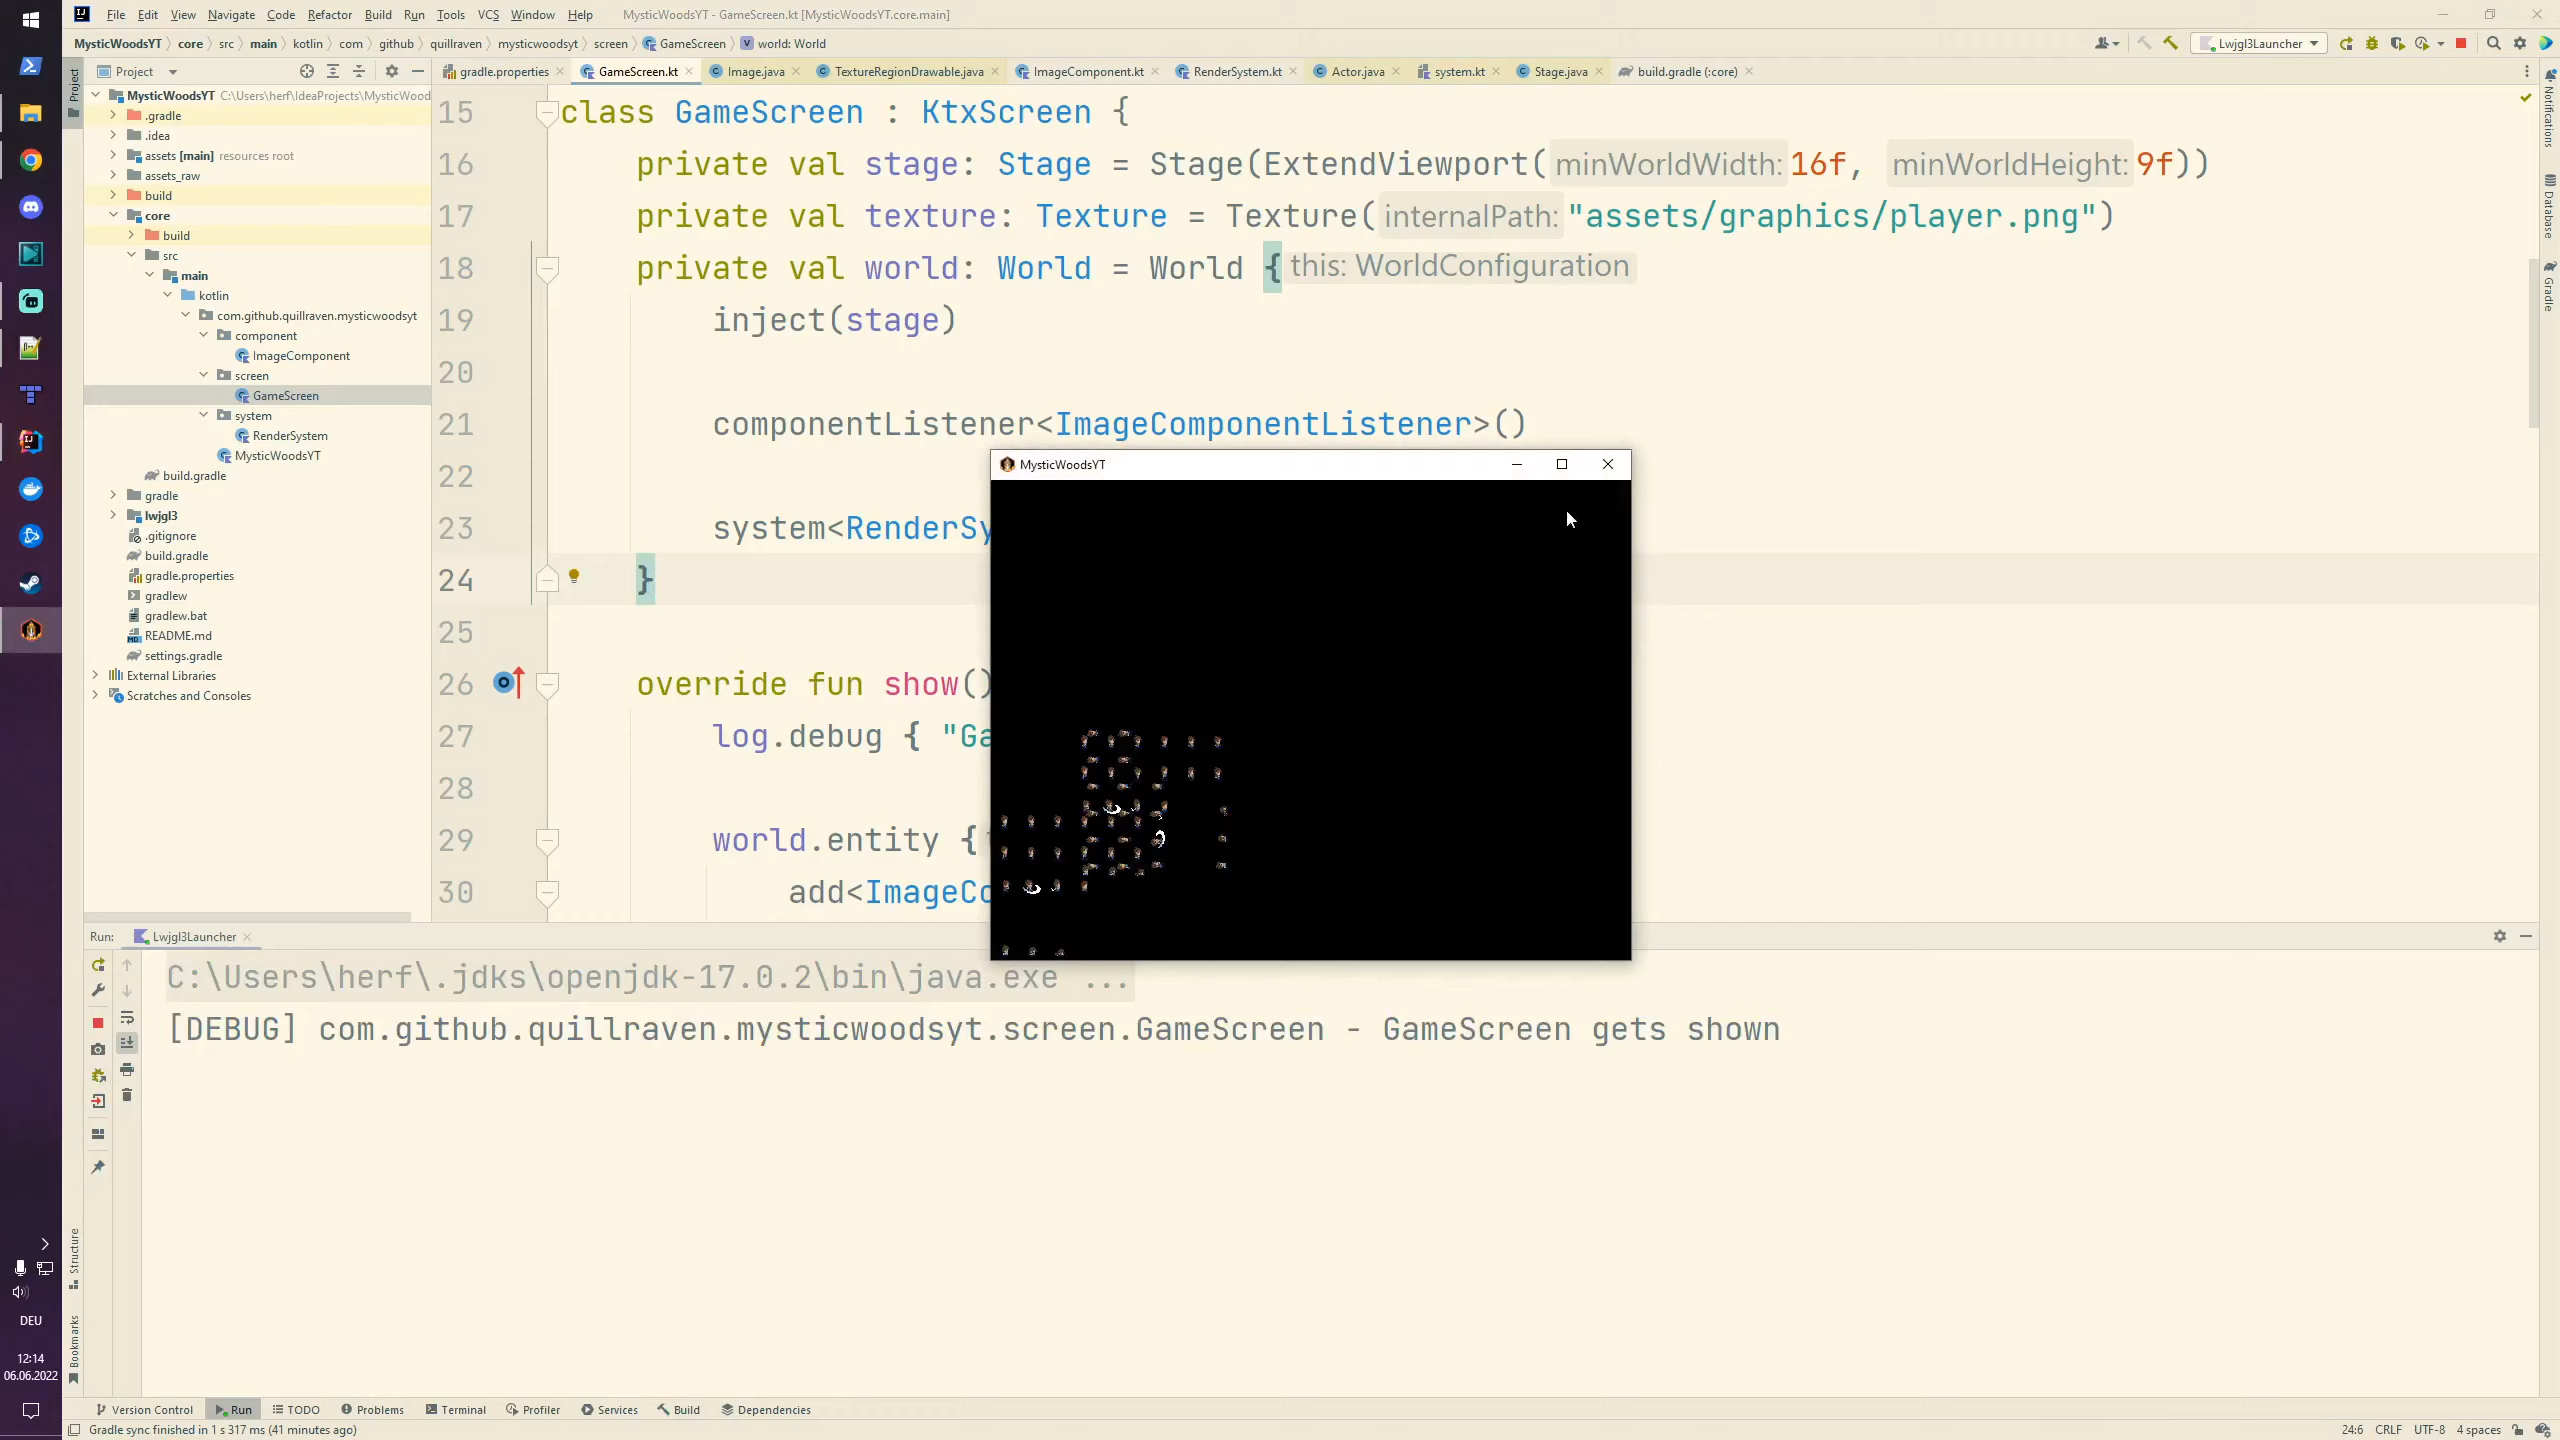 File Edit View Navigate Code Refactor Build Run Tools VCS Window Help MysticWoodsYT - GameScreen.kt [MysticWoodsYT.core.main]
MysticWoodsYT core src main kotlin com github quillraven mysticwoodsyt screen GameScreen world: World
Lwjgl3Launcher
Project
gradle.properties GameScreen.kt Image.java TextureRegionDrawable.java ImageComponent.kt RenderSystem.kt Actor.java system.kt Stage.java build.gradle (:core)
MysticWoodsYT C:\Users\herf\IdeaProjects\MysticWood
.gradle
.idea
assets [main] resources root
assets_raw
build
core
build
src
main
kotlin
com.github.quillraven.mysticwoodsyt
component
ImageComponent
screen
GameScreen
system
RenderSystem
MysticWoodsYT
build.gradle
gradle
lwjgl3
.gitignore
build.gradle
gradle.properties
gradlew
gradlew.bat
README.md
settings.gradle
External Libraries
Scratches and Consoles
Project
Structure
Bookmarks
Notifications
Database
Gradle
15 class GameScreen : KtxScreen {
16 private val stage: Stage = Stage(ExtendViewport( minWorldWidth: 16f, minWorldHeight: 9f))
17 private val texture: Texture = Texture( internalPath: "assets/graphics/player.png")
18 private val world: World = World { this: WorldConfiguration
19 inject(stage)
20
21 componentListener<ImageComponentListener>()
22
23 system<RenderSy
24 }
25
26 override fun show()
27 log.debug { "Ga
28
29 world.entity {
30 add<ImageCo
MysticWoodsYT
Run: Lwjgl3Launcher
C:\Users\herf\.jdks\openjdk-17.0.2\bin\java.exe ...
[DEBUG] com.github.quillraven.mysticwoodsyt.screen.GameScreen - GameScreen gets shown
DEU
12:14
06.06.2022
Version Control Run TODO Problems Terminal Profiler Services Build Dependencies
Gradle sync finished in 1 s 317 ms (41 minutes ago) 24:6 CRLF UTF-8 4 spaces